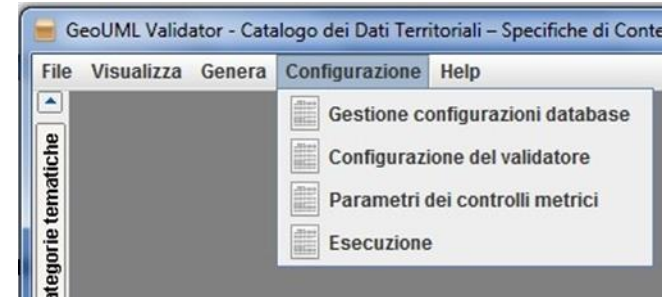 GeoUML Validator - Catalogo dei Dati Territoriali – Specifiche di Conte
File Visualizza Genera Configurazione Help
Gestione configurazioni database
Configurazione del validatore
Parametri dei controlli metrici
Esecuzione
ategorie tematiche